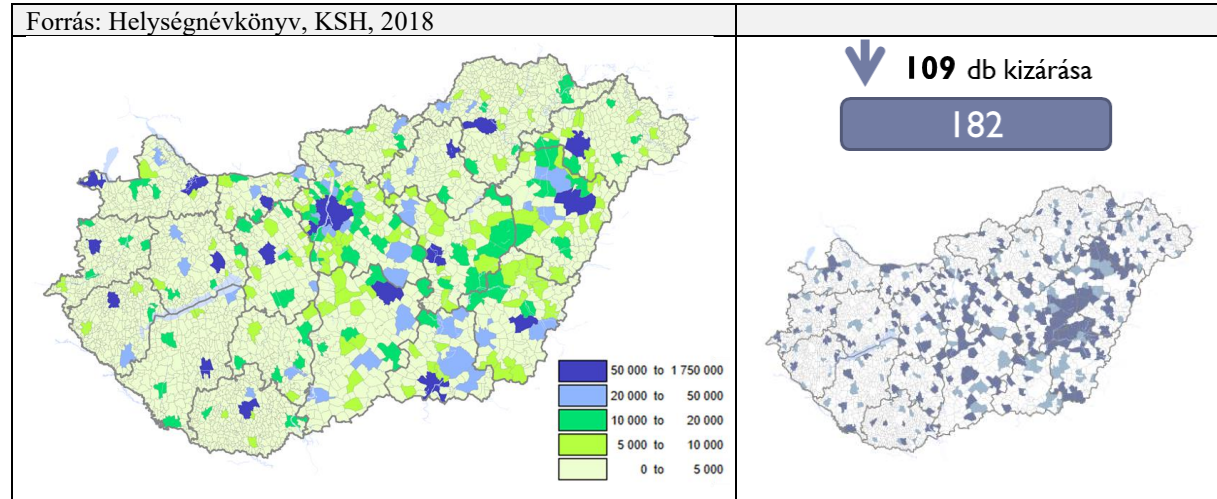 Forrás: Helységnévkönyv, KSH, 2018
109 db kizárása
182
50 000 to 1 750 000
20 000 to 50 000
10 000 to 20 000
5 000 to 10 000
0 to 5 000